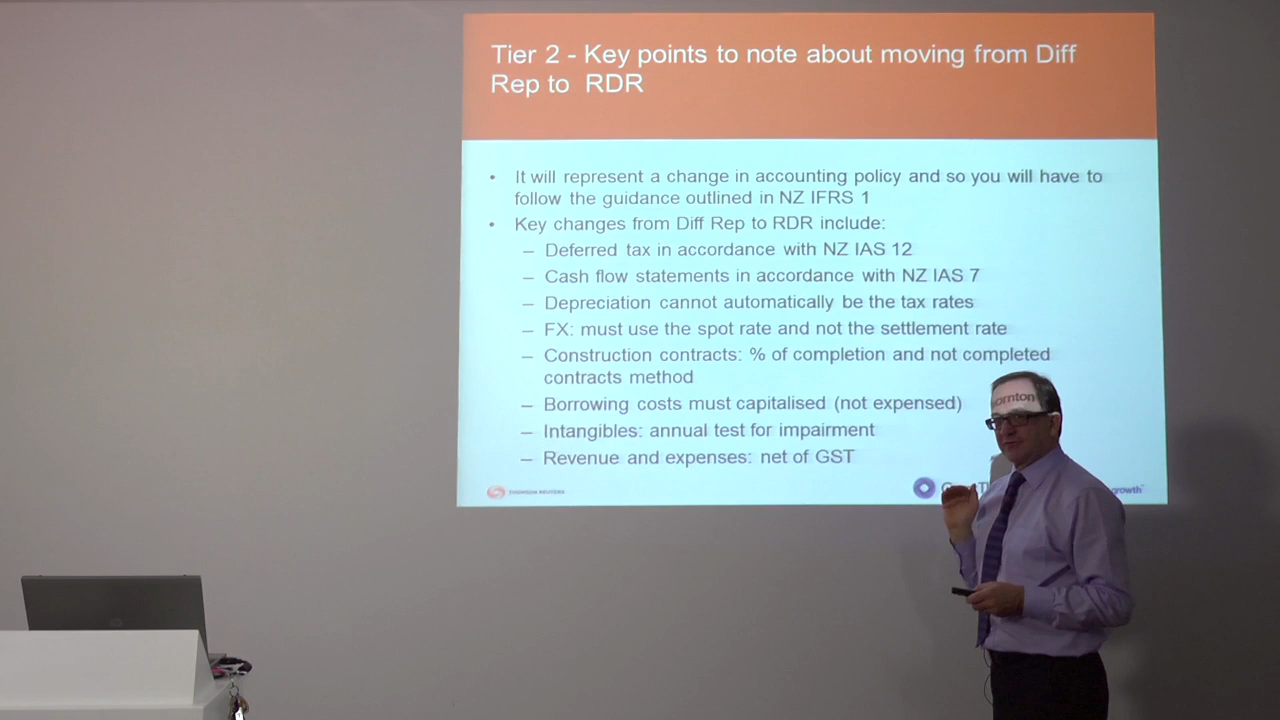 Tier 2 - Key points to note about moving from Diff
Rep to RDR
• It will represent a change in accounting policy and so you will have to
follow the guidance outlined in NZ IFRS 1
• Key changes from Diff Rep to RDR include:
– Deferred tax in accordance with NZ IAS 12
– Cash flow statements in accordance with NZ IAS 7
– Depreciation cannot automatically be the tax rates
– FX: must use the spot rate and not the settlement rate
– Construction contracts: % of completion and not completed
contracts method
– Borrowing costs must capitalised (not expensed)
– Intangibles: annual test for impairment
– Revenue and expenses: net of GST
THOMSON REUTERS
growth